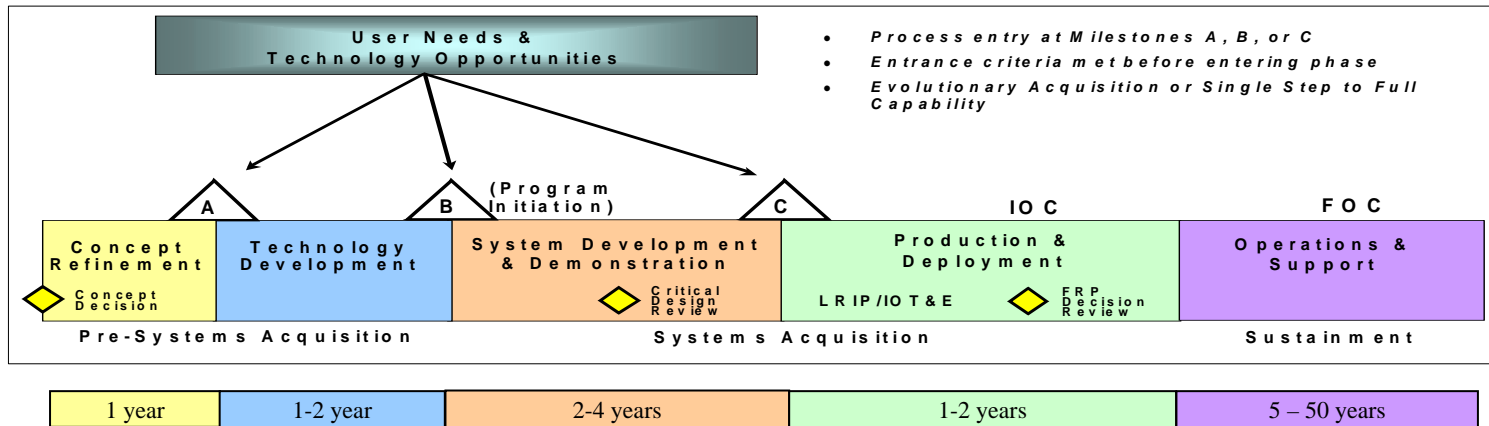 User Needs &
Technology Opportunities
• Process entry at Milestones A, B, or C
• Entrance criteria met before entering phase
• Evolutionary Acquisition or Single Step to Full
Capability
A
B
(Program
Initiation)
C
IOC
FOC
Concept
Refinement
Technology
Development
System Development
& Demonstration
Production &
Deployment
Operations &
Support
Concept
Decision
Critical
Design
Review
LRIP/IOT&E
FRP
Decision
Review
Pre-Systems Acquisition
Systems Acquisition
Sustainment
1 year
1-2 year
2-4 years
1-2 years
5 – 50 years